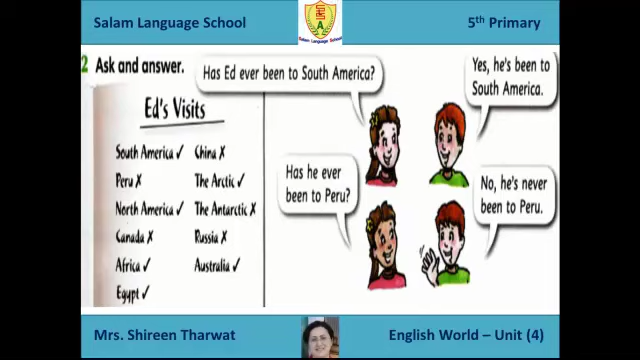 Salam Language School
5th Primary
Salam Language School
2 Ask and answer.
Has Ed ever been to South America?
Yes, he's been to
South America.
Ed's Visits
South America ✓ China ✗
Peru ✗ The Arctic ✓
North America ✓ The Antarctic ✗
Canada ✗ Russia ✗
Africa ✓ Australia ✓
Egypt ✓
Has he ever
been to Peru?
No, he's never
been to Peru.
Mrs. Shireen Tharwat
English World – Unit (4)